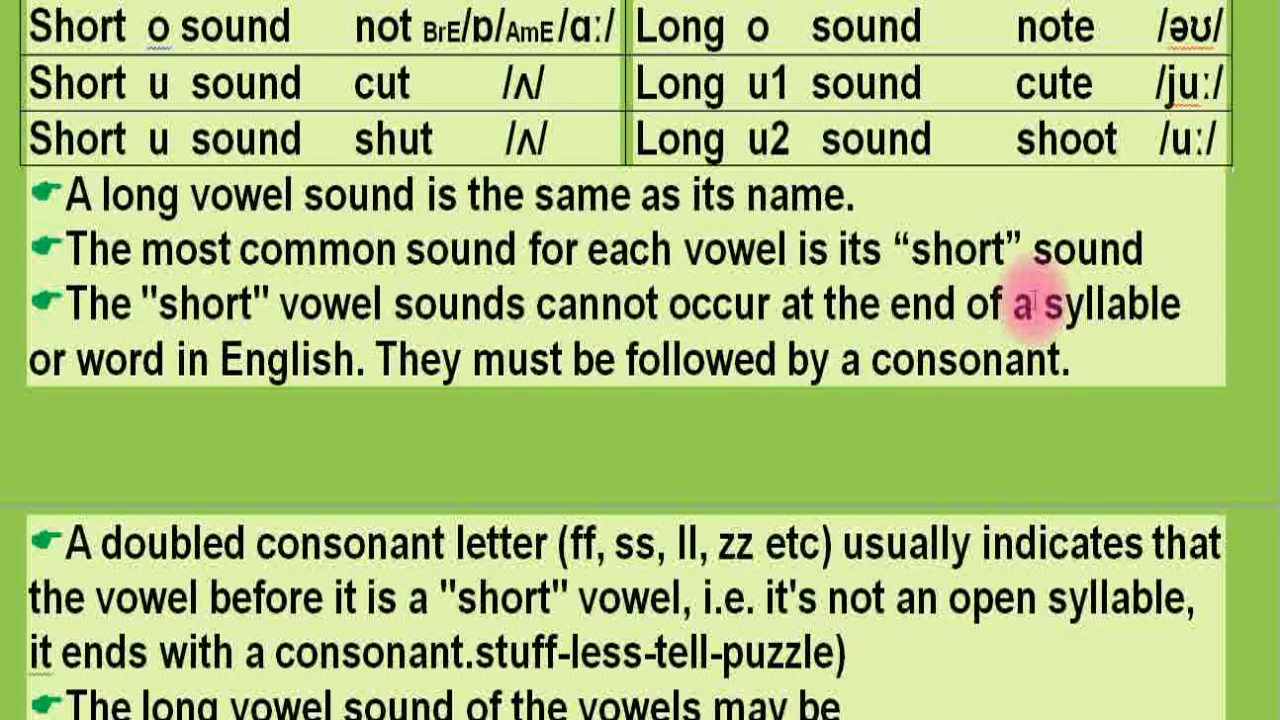 Short o sound not BrE/ɒ/AmE/ɑː/ Long o sound note /əʊ/
Short u sound cut /ʌ/ Long u1 sound cute /juː/
Short u sound shut /ʌ/ Long u2 sound shoot /uː/
A long vowel sound is the same as its name.
The most common sound for each vowel is its “short” sound
The "short" vowel sounds cannot occur at the end of a syllable
or word in English. They must be followed by a consonant.
A doubled consonant letter (ff, ss, ll, zz etc) usually indicates that
the vowel before it is a "short" vowel, i.e. it's not an open syllable,
it ends with a consonant.stuff-less-tell-puzzle)
The long vowel sound of the vowels may be